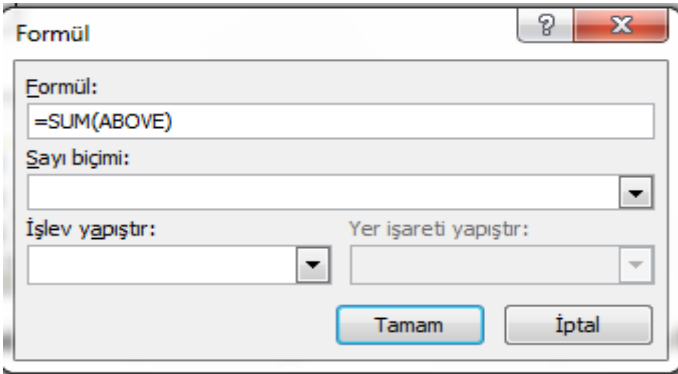 Formül
Formül:
=SUM(ABOVE)
Sayı biçimi:
İşlev yapıştır: Yer işareti yapıştır:
Tamam İptal